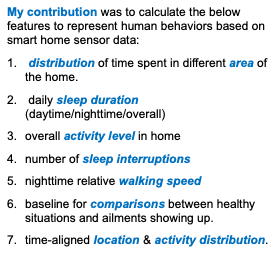 My contribution was to calculate the below
features to represent human behaviors based on
smart home sensor data:
1. distribution of time spent in different area of
the home.
2. daily sleep duration
(daytime/nighttime/overall)
3. overall activity level in home
4. number of sleep interruptions
5. nighttime relative walking speed
6. baseline for comparisons between healthy
situations and ailments showing up.
7. time-aligned location & activity distribution.